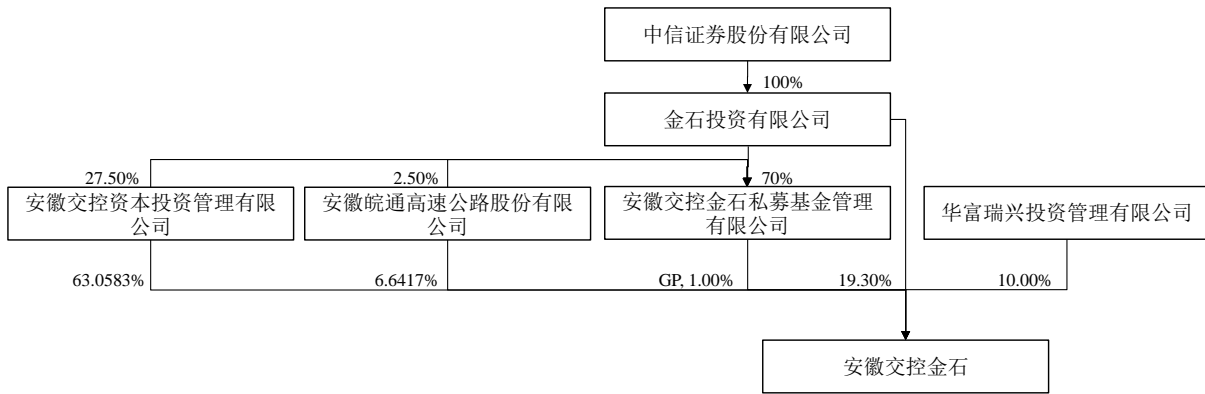 中信证券股份有限公司
100%
金石投资有限公司
27.50%
2.50%
70%
安徽交控资本投资管理有限
公司
安徽皖通高速公路股份有限
公司
安徽交控金石私募基金管理
有限公司
华富瑞兴投资管理有限公司
63.0583%
6.6417%
GP, 1.00%
19.30%
10.00%
安徽交控金石